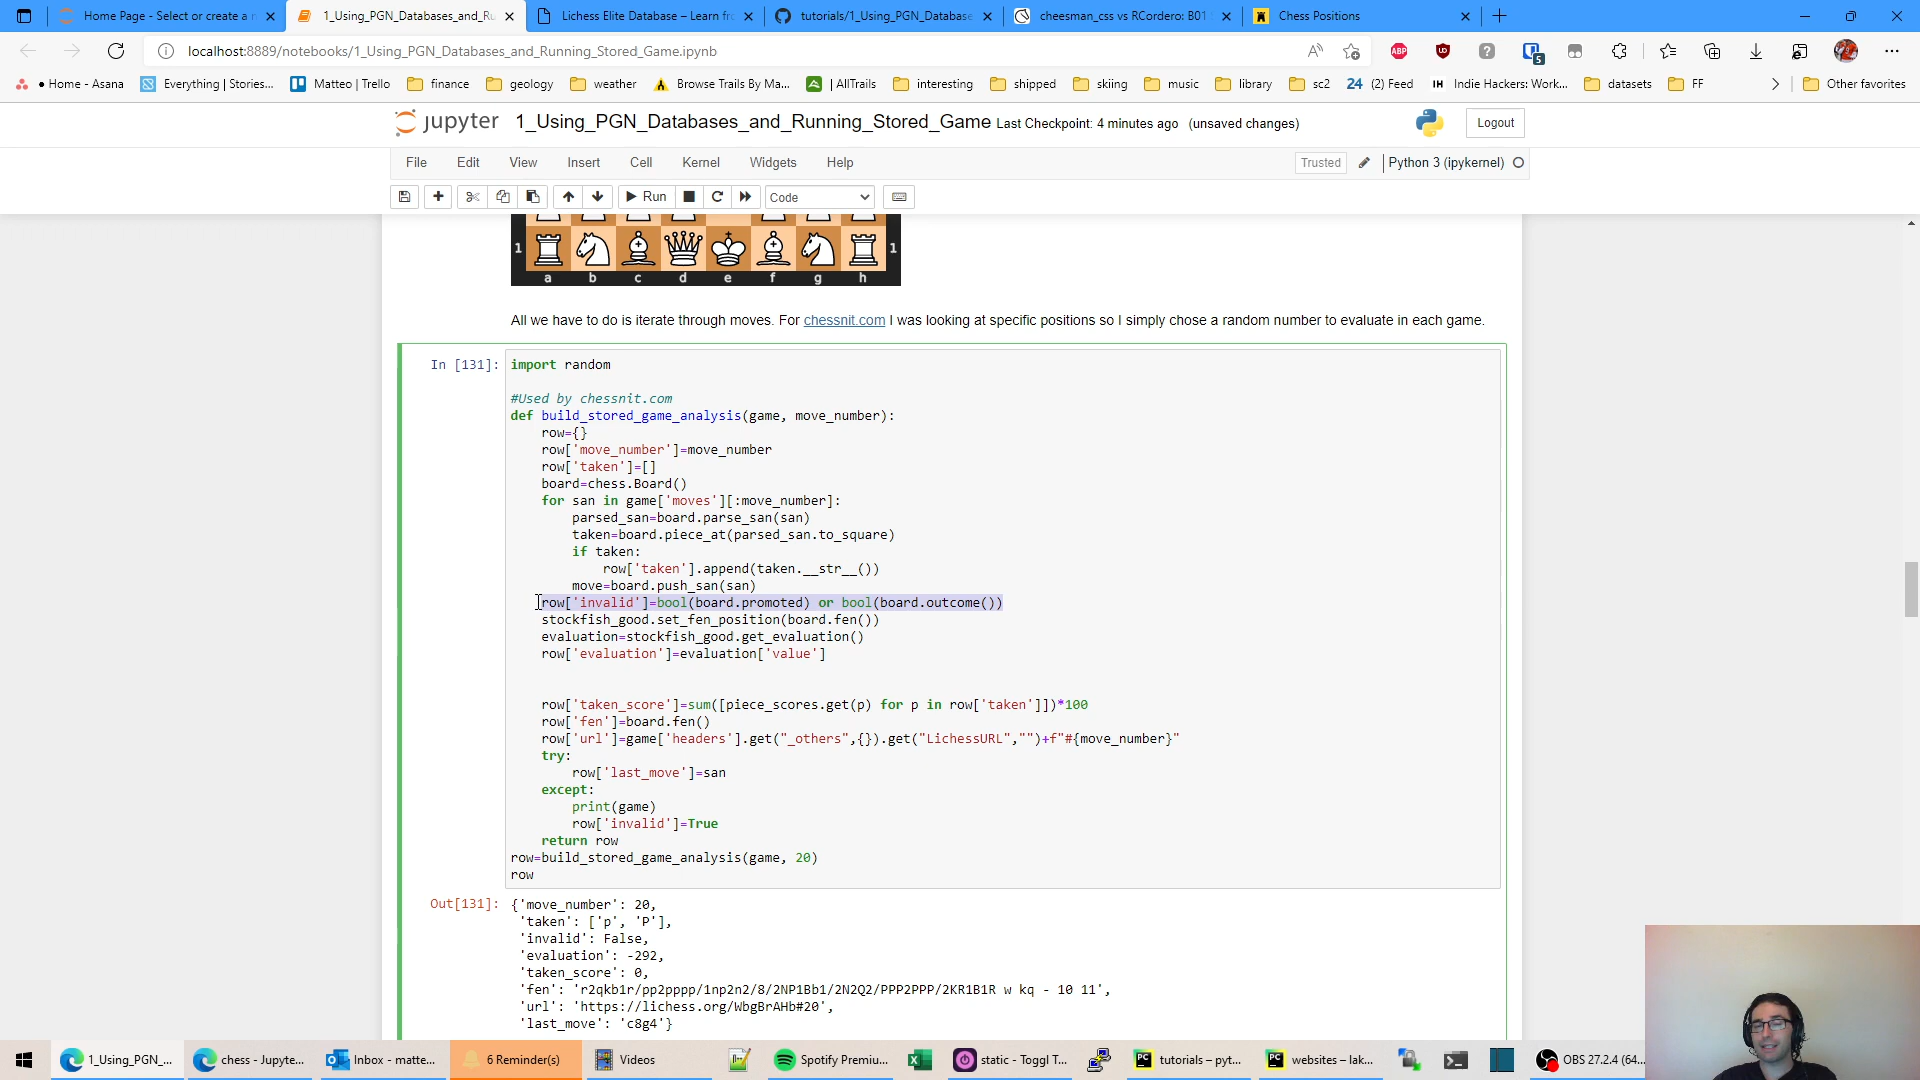 Home Page - Select or create a n
1_Using_PGN_Databases_and_Ru
Lichess Elite Database – Learn fr
tutorials/1_Using_PGN_Database
cheesman_css vs RCordero: B01
Chess Positions
localhost:8889/notebooks/1_Using_PGN_Databases_and_Running_Stored_Game.ipynb
ABP
5
• Home - Asana
Everything | Stories...
Matteo | Trello
finance
geology
weather
Browse Trails By Ma...
| AllTrails
interesting
shipped
skiing
music
library
sc2
24 (2) Feed
IH Indie Hackers: Work...
datasets
FF
Other favorites
jupyter 1_Using_PGN_Databases_and_Running_Stored_Game Last Checkpoint: 4 minutes ago (unsaved changes)
Logout
File Edit View Insert Cell Kernel Widgets Help
Trusted
Python 3 (ipykernel)
Run
Code
1 1
a b c d e f g h
All we have to do is iterate through moves. For chessnit.com I was looking at specific positions so I simply chose a random number to evaluate in each game.
In [131]: import random
#Used by chessnit.com
def build_stored_game_analysis(game, move_number):
row={}
row['move_number']=move_number
row['taken']=[]
board=chess.Board()
for san in game['moves'][:move_number]:
parsed_san=board.parse_san(san)
taken=board.piece_at(parsed_san.to_square)
if taken:
row['taken'].append(taken.__str__())
move=board.push_san(san)
row['invalid']=bool(board.promoted) or bool(board.outcome())
stockfish_good.set_fen_position(board.fen())
evaluation=stockfish_good.get_evaluation()
row['evaluation']=evaluation['value']
row['taken_score']=sum([piece_scores.get(p) for p in row['taken']])*100
row['fen']=board.fen()
row['url']=game['headers'].get("_others",{}).get("LichessURL","")+f"#{move_number}"
try:
row['last_move']=san
except:
print(game)
row['invalid']=True
return row
row=build_stored_game_analysis(game, 20)
row
Out[131]: {'move_number': 20,
'taken': ['p', 'P'],
'invalid': False,
'evaluation': -292,
'taken_score': 0,
'fen': 'r2qkb1r/pp2pppp/1np2n2/8/2NP1Bb1/2N2Q2/PPP2PPP/2KR1B1R w kq - 10 11',
'url': 'https://lichess.org/WbgBrAHb#20',
'last_move': 'c8g4'}
1_Using_PGN_...
chess - Jupyte...
Inbox - matte...
6 Reminder(s)
Videos
Spotify Premiu...
static - Toggl T...
tutorials – pyt...
websites – lak...
OBS 27.2.4 (64...